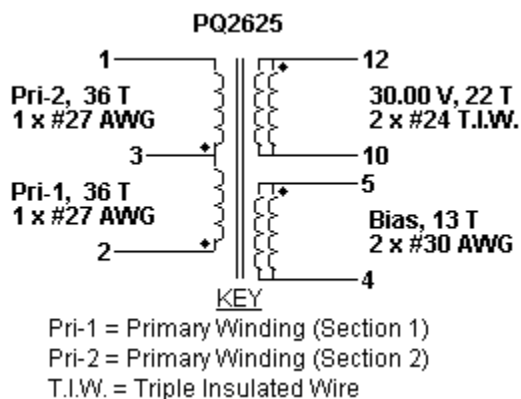 PQ2625
1
12
Pri-2, 36 T
1 x #27 AWG
30.00 V, 22 T
2 x #24 T.I.W.
3
10
5
Pri-1, 36 T
1 x #27 AWG
Bias, 13 T
2 x #30 AWG
2
4
KEY
Pri-1 = Primary Winding (Section 1)
Pri-2 = Primary Winding (Section 2)
T.I.W. = Triple Insulated Wire